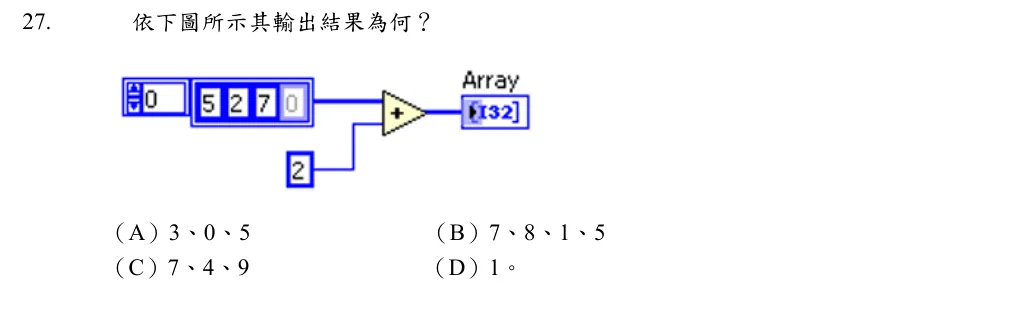 27. 依下圖所示其輸出結果為何？
Array
0 5 2 7 0 + [I32]
2
（A）3、0、5 （B）7、8、1、5
（C）7、4、9 （D）1。